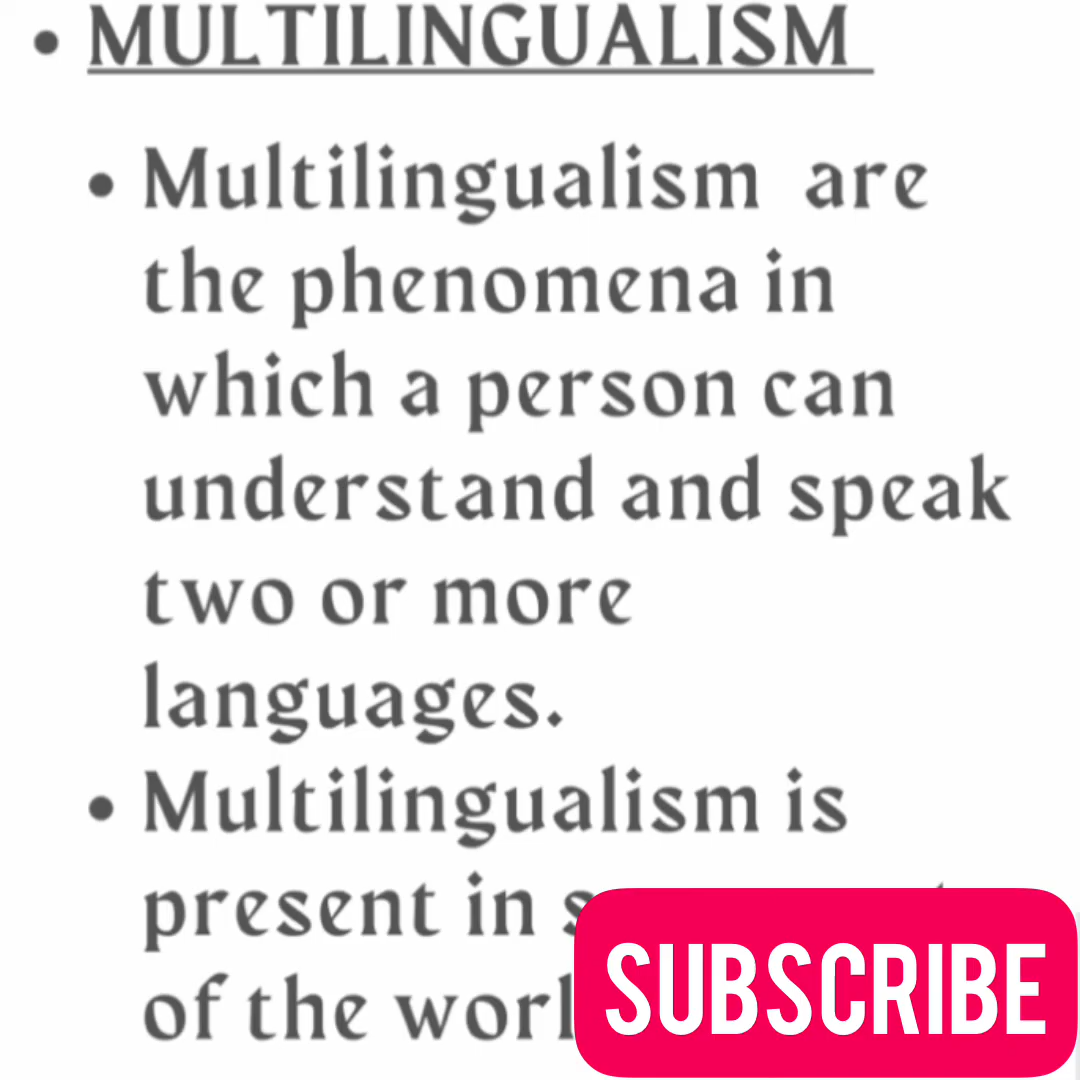 • MULTILINGUALISM
• Multilingualism are
the phenomena in
which a person can
understand and speak
two or more
languages.
• Multilingualism is
present in
of the
SUBSCRIBE